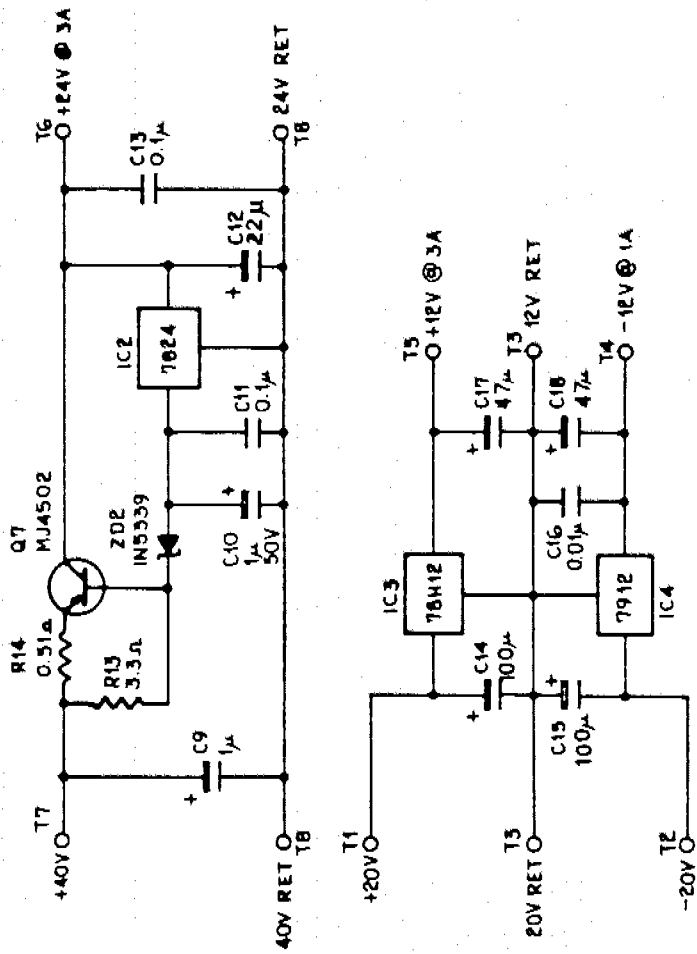 Q7
MJ4502
R14
0.51Ω
T7
+40V
T6
+24V @ 3A
R13
3.3Ω
ZD2
IN5339
IC2
7824
C9
1μ
+
C10
1μ
50V
+
C11
0.1μ
C12
22μ
+
C13
0.1μ
40V RET
T8
T8
24V RET
T1
+20V
IC3
78H12
T5
+12V @ 3A
C14
100μ
+
C17
47μ
+
20V RET
T3
T3
12V RET
C15
100μ
+
C16
0.01μ
C18
47μ
+
7912
IC4
T4
-12V @ 1A
T2
-20V